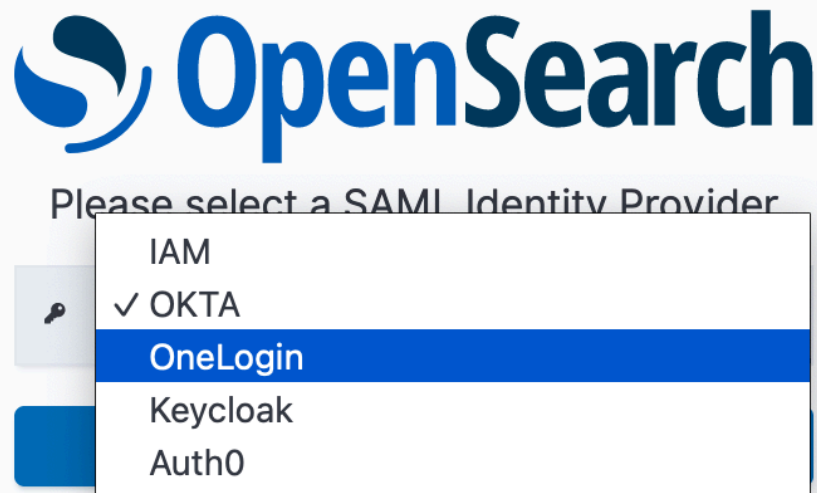 OpenSearch
Please select a SAML Identity Provider
IAM
✓ OKTA
OneLogin
Keycloak
Auth0